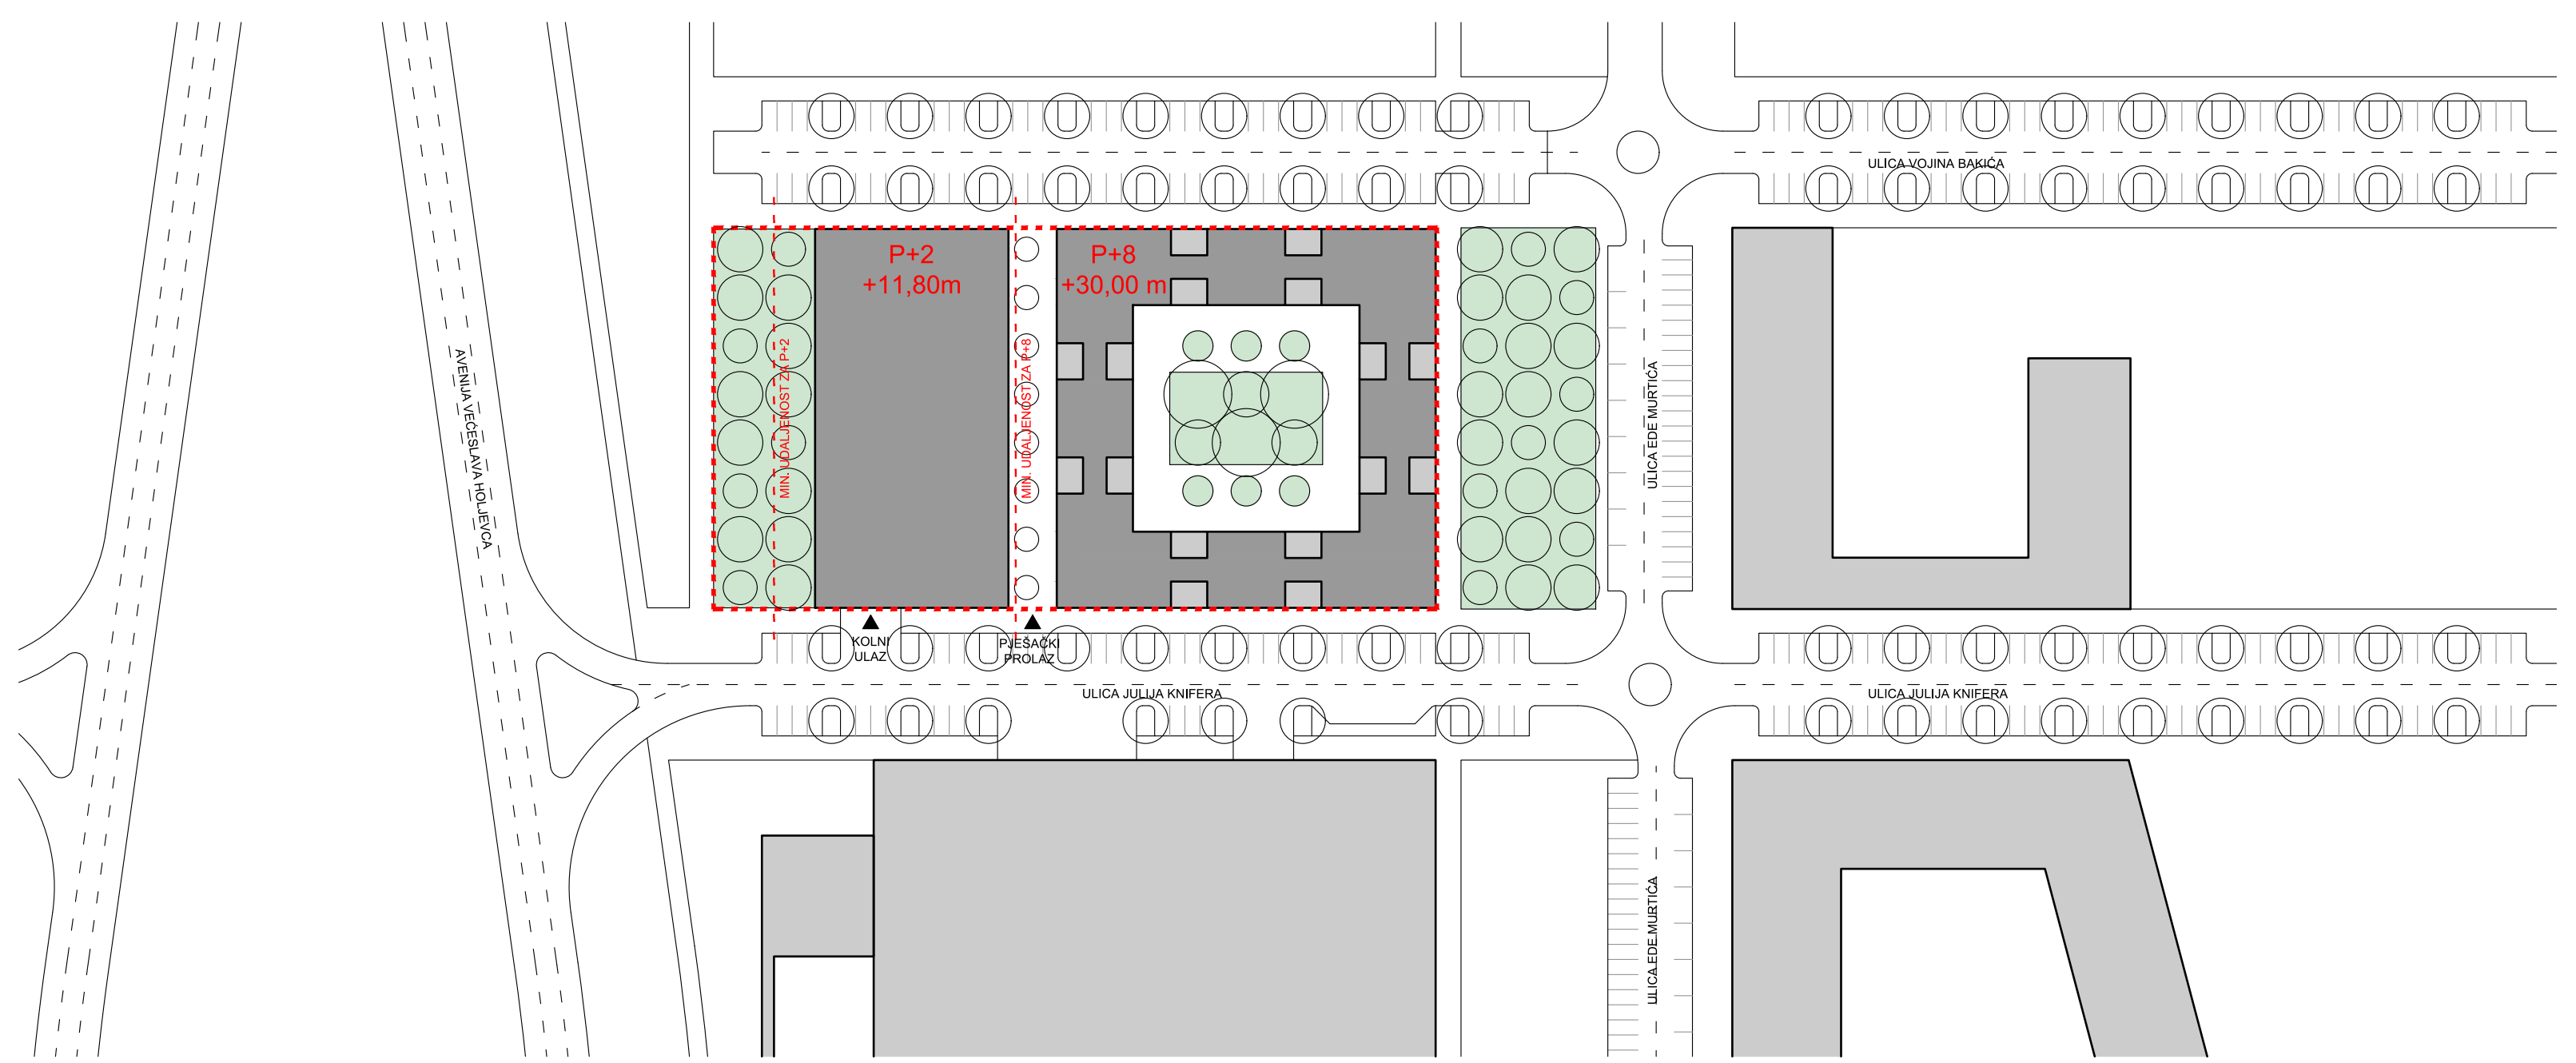 ULICA VOJINA BAKIĆA
P+2
+11,80m
P+8
+30,00 m
MIN. UDALJENOST ZA P+2
MIN. UDALJENOST ZA P+8
AVENIJA VEĆESLAVA HOLJEVCA
ULICA EDE MURTIĆA
KOLNI
ULAZ
PJEŠAČKI
PROLAZ
ULICA JULIJA KNIFERA
ULICA JULIJA KNIFERA
ULICA EDE MURTIĆA